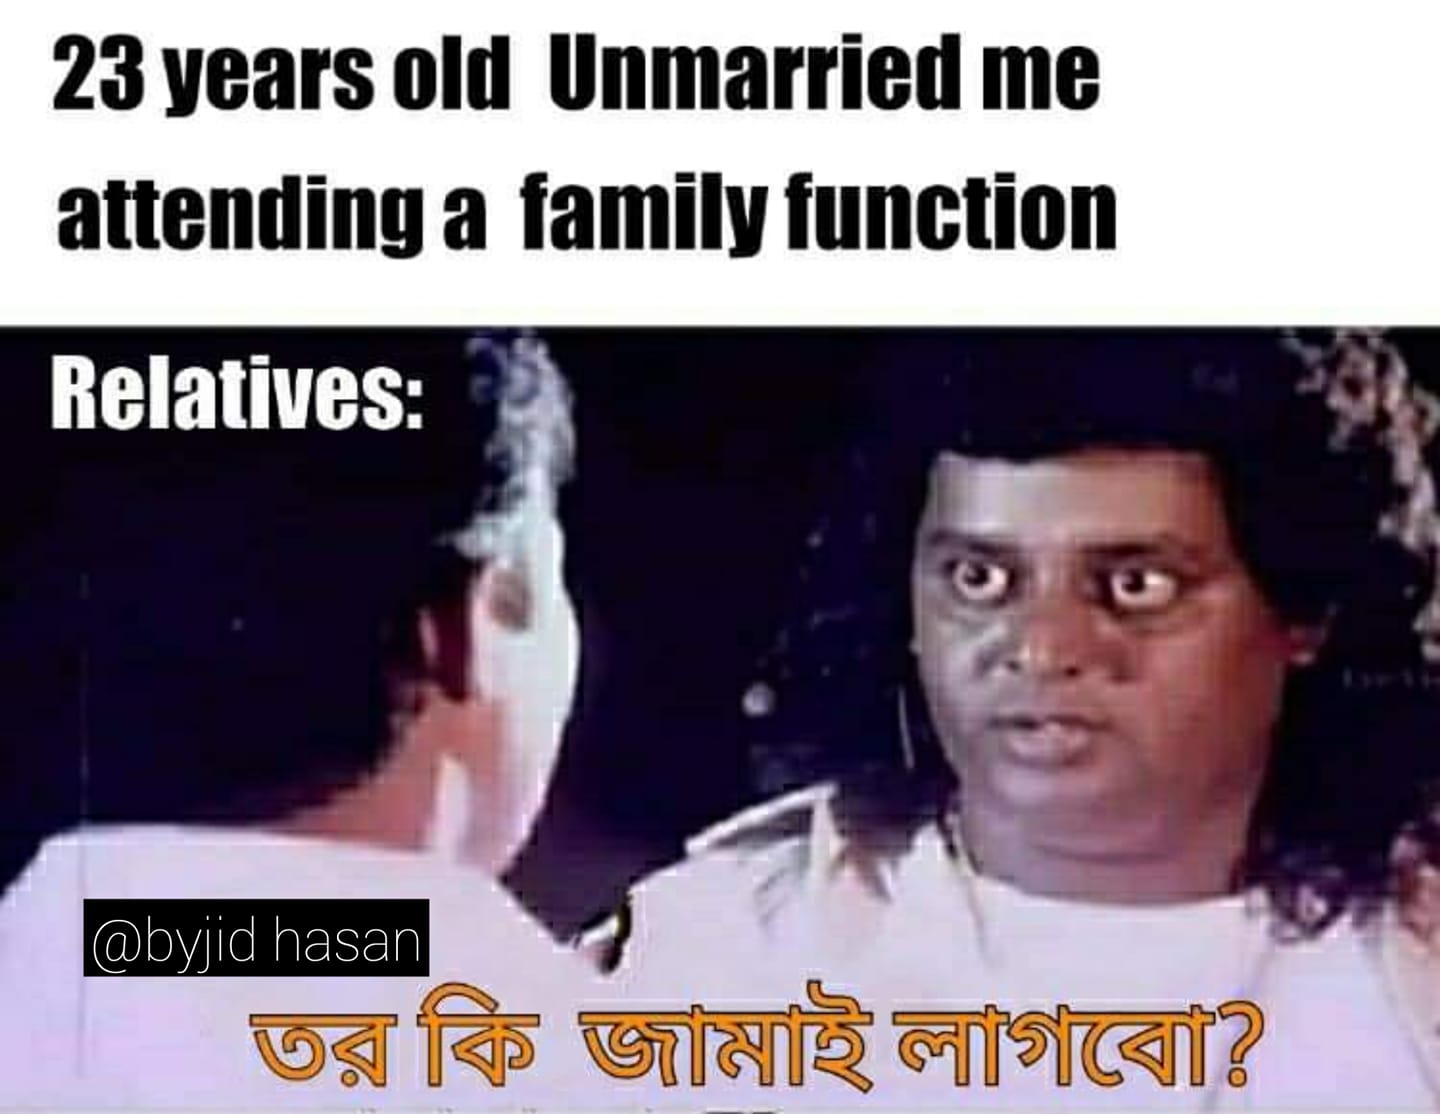 23 years old Unmarried me
attending a family function
Relatives:
@byjid hasan
তর কি জামাই লাগবো?